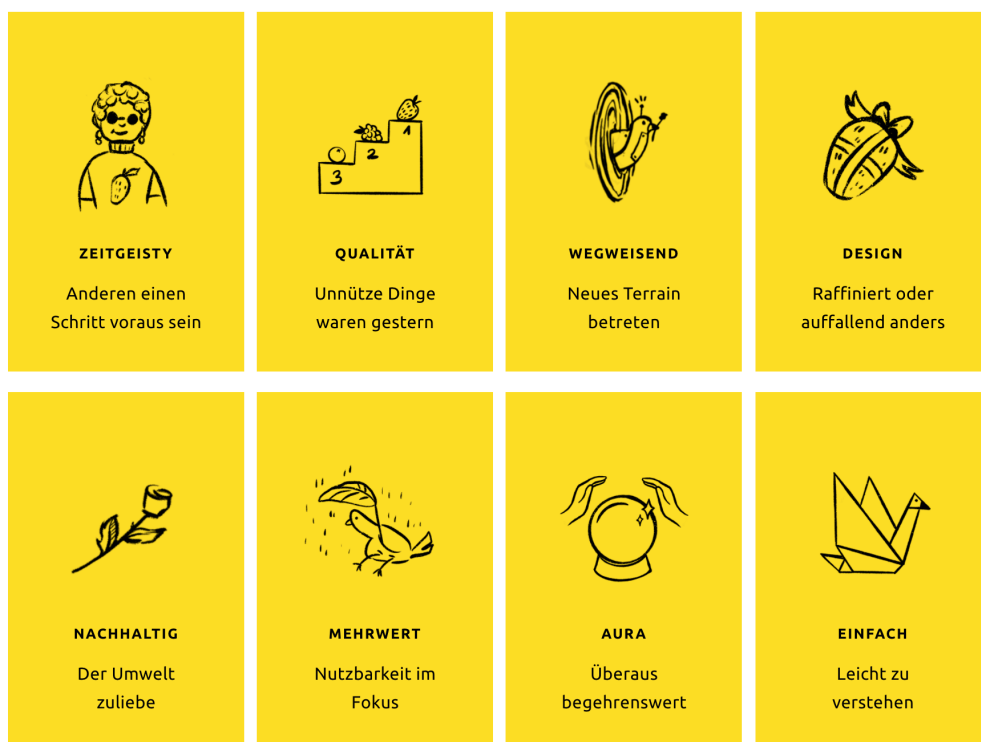 ZEITGEISTY
Anderen einen
Schritt voraus sein
3
2
1
QUALITÄT
Unnütze Dinge
waren gestern
WEGWEISEND
Neues Terrain
betreten
DESIGN
Raffiniert oder
auffallend anders
NACHHALTIG
Der Umwelt
zuliebe
MEHRWERT
Nutzbarkeit im
Fokus
AURA
Überaus
begehrenswert
EINFACH
Leicht zu
verstehen